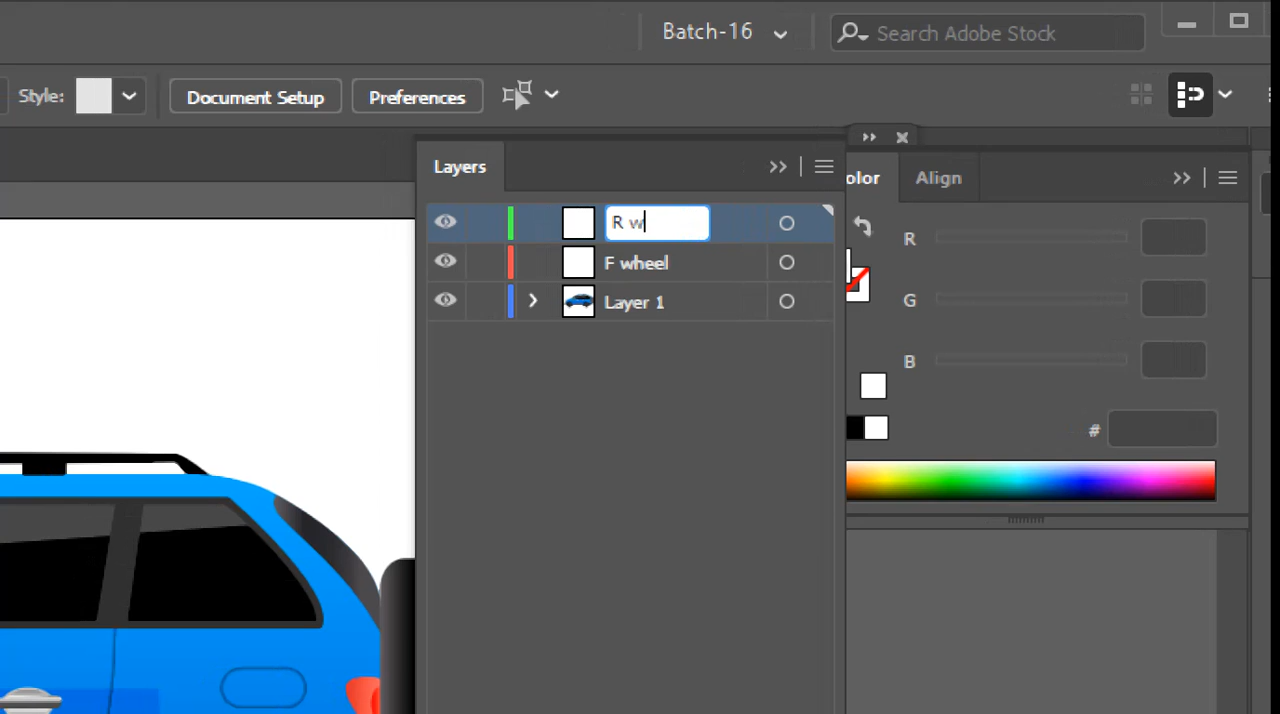 Batch-16
Search Adobe Stock
Style:
Document Setup
Preferences
Layers
R w
F wheel
Layer 1
olor
Align
R
G
B
#